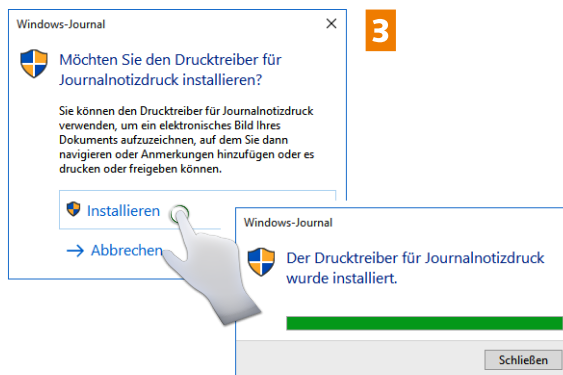 Windows-Journal
3
Möchten Sie den Drucktreiber für
Journalnotizdruck installieren?
Sie können den Drucktreiber für Journalnotizdruck
verwenden, um ein elektronisches Bild Ihres
Dokuments aufzuzeichnen, auf dem Sie dann
navigieren oder Anmerkungen hinzufügen oder es
drucken oder freigeben können.
Installieren
Abbrechen
Windows-Journal
Der Drucktreiber für Journalnotizdruck
wurde installiert.
Schließen